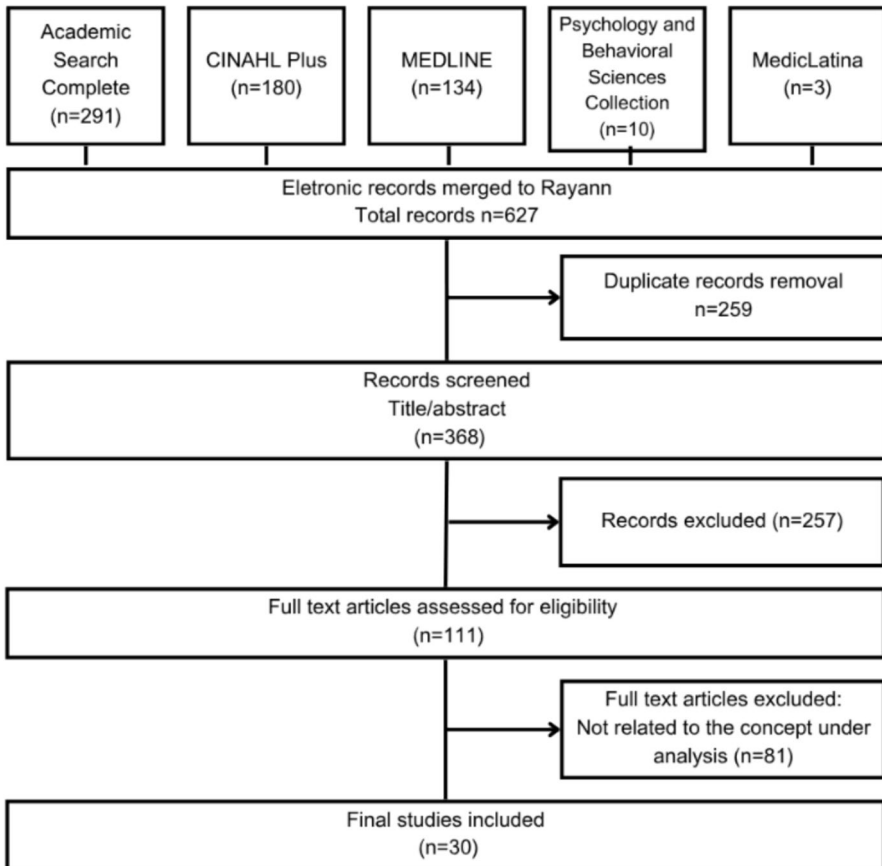 Academic
Search
Complete
(n=291)
CINAHL Plus
(n=180)
MEDLINE
(n=134)
Psychology and
Behavioral
Sciences
Collection
(n=10)
MedicLatina
(n=3)
Eletronic records merged to Rayann
Total records n=627
Duplicate records removal
n=259
Records screened
Title/abstract
(n=368)
Records excluded (n=257)
Full text articles assessed for eligibility
(n=111)
Full text articles excluded:
Not related to the concept under
analysis (n=81)
Final studies included
(n=30)